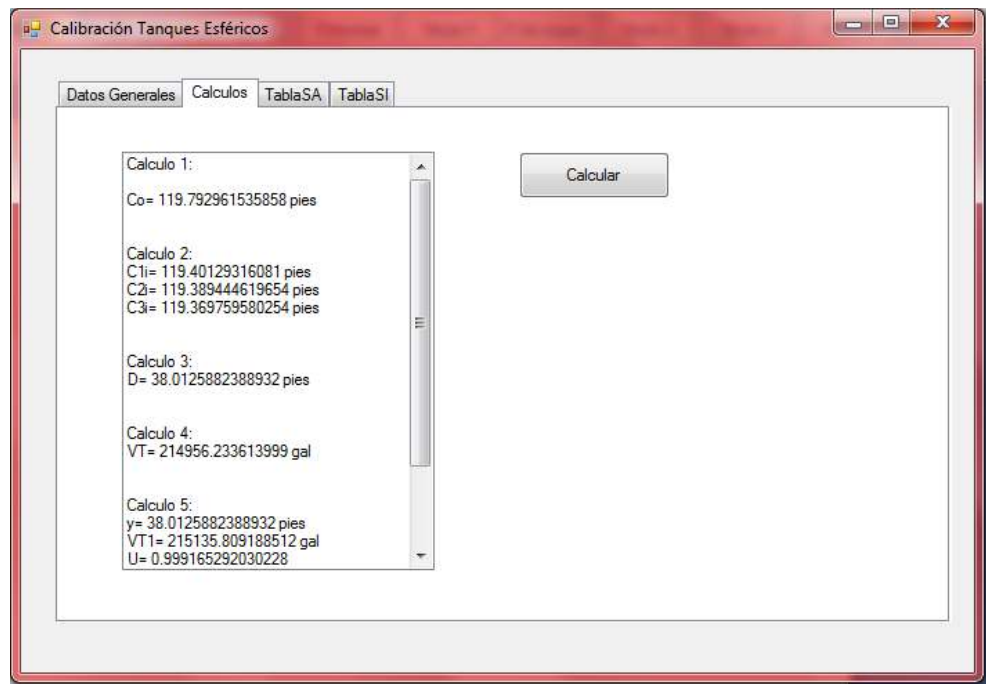 Calibración Tanques Esféricos
Datos Generales Calculos TablaSA TablaSI
Calculo 1:
Co= 119.792961535858 pies
Calculo 2:
C1i= 119.40129316081 pies
C2i= 119.389444619654 pies
C3i= 119.369759580254 pies
Calculo 3:
D= 38.0125882388932 pies
Calculo 4:
VT= 214956.233613999 gal
Calculo 5:
y= 38.0125882388932 pies
VT1= 215135.809188512 gal
U= 0.999165292030228
Calcular